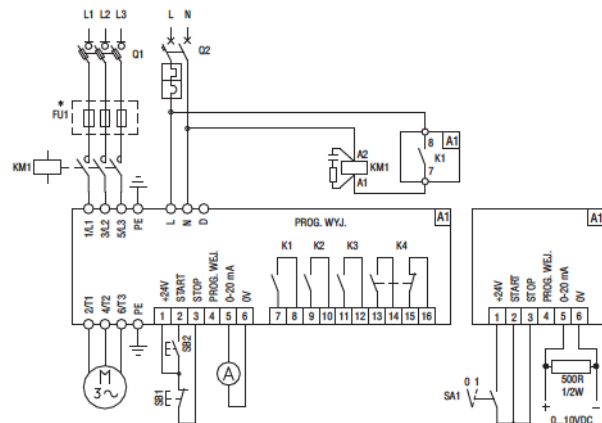 L1 L2 L3 L N
Q1 Q2
*
FU1
KM1
A2
A1
KM1
8
7
K1
A1
1/L1 3/L2 5/L3 PE L N D
PROG. WYJ.
A1
A1
K1 K2 K3 K4
+24V START STOP PROG. WEJ. 0-20 mA 0V
2/T1 4/T2 6/T3 PE
1 2 3 4 5 6 7 8 9 10 11 12 13 14 15 16
+24V START STOP PROG. WEJ. 0-20 mA 0V
1 2 3 4 5 6
M
3~
SB2
SB1
A
SA1
0 1
500R
1/2W
+ -
0...10VDC